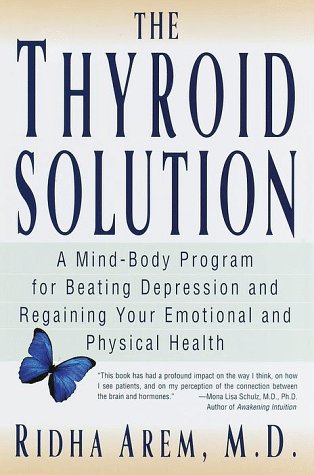 THE
THYROID
SOLUTION
A Mind-Body Program
for Beating Depression and
Regaining Your Emotional and
Physical Health
"This book has had a profound impact on the way I think, on how
I see patients, and on my perception of the connection between
the brain and hormones." —Mona Lisa Schulz, M.D., Ph.D.
Author of Awakening Intuition
RIDHA AREM, M.D.